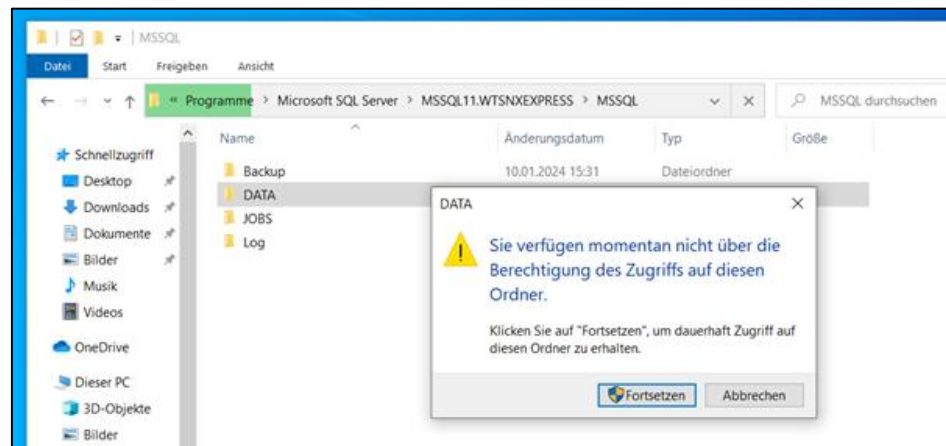 MSSQL
Datei Start Freigeben Ansicht
« Programme > Microsoft SQL Server > MSSQL11.WTSNXEXPRESS > MSSQL
MSSQL durchsuchen
Name Änderungsdatum Typ Größe
Schnellzugriff
Desktop
Downloads
Dokumente
Bilder
Musik
Videos
OneDrive
Dieser PC
3D-Objekte
Bilder
Backup 10.01.2024 15:31 Dateiordner
DATA
JOBS
Log
DATA
Sie verfügen momentan nicht über die
Berechtigung des Zugriffs auf diesen
Ordner.
Klicken Sie auf "Fortsetzen", um dauerhaft Zugriff auf
diesen Ordner zu erhalten.
Fortsetzen Abbrechen